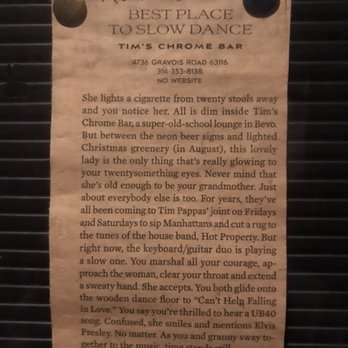 BEST PLACE
TO SLOW DANCE
TIM'S CHROME BAR
4736 GRAVOIS ROAD 63116
314-353-8138
NO WEBSITE
She lights a cigarette from twenty stools away
and you notice her. All is dim inside Tim's
Chrome Bar, a super-old-school lounge in Bevo.
But between the neon beer signs and lighted
Christmas greenery (in August), this lovely
lady is the only thing that's really glowing to
your twentysomething eyes. Never mind that
she's old enough to be your grandmother. Just
about everybody else is too. For years, they've
all been coming to Tim Pappas' joint on Fridays
and Saturdays to sip Manhattans and cut a rug
to the tunes of the house band, Hot Property. But
right now, the keyboard/guitar duo is playing
a slow one. You marshal all your courage, ap-
proach the woman, clear your throat and extend
a sweaty hand. She accepts. You both glide onto
the wooden dance floor to "Can't Help Falling
in Love." You say you're thrilled to hear a UB40
song. Confused, she smiles and mentions Elvis
Presley. No matter. As you and granny sway to-
gether to the music, time stands still